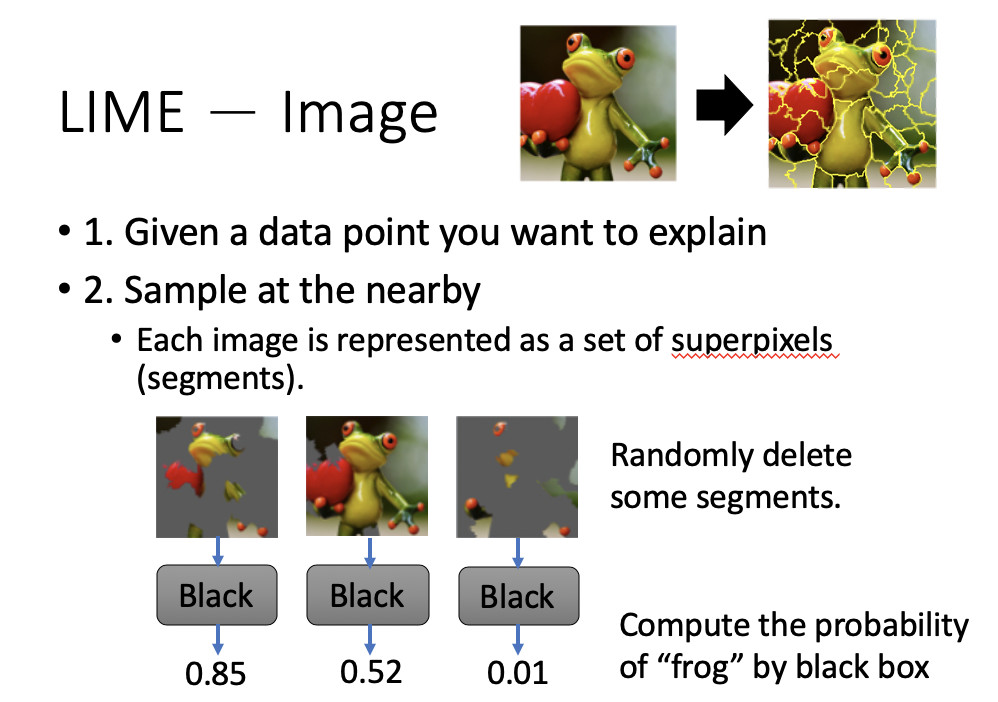 LIME — Image
• 1. Given a data point you want to explain
• 2. Sample at the nearby
• Each image is represented as a set of superpixels
(segments).
Randomly delete
some segments.
Black
Black
Black
Compute the probability
of “frog” by black box
0.85
0.52
0.01